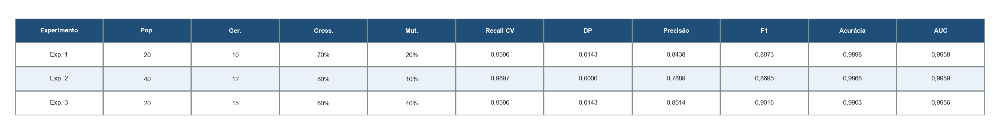 Experimento Pop. Ger. Cross. Mut. Recall CV DP Precisão F1 Acurácia AUC
Exp. 1 20 10 70% 20% 0,9596 0,0143 0,8438 0,8973 0,9898 0,9958
Exp. 2 40 12 80% 10% 0,9697 0,0000 0,7889 0,8695 0,9866 0,9959
Exp. 3 20 15 60% 40% 0,9596 0,0143 0,8514 0,9016 0,9903 0,9956